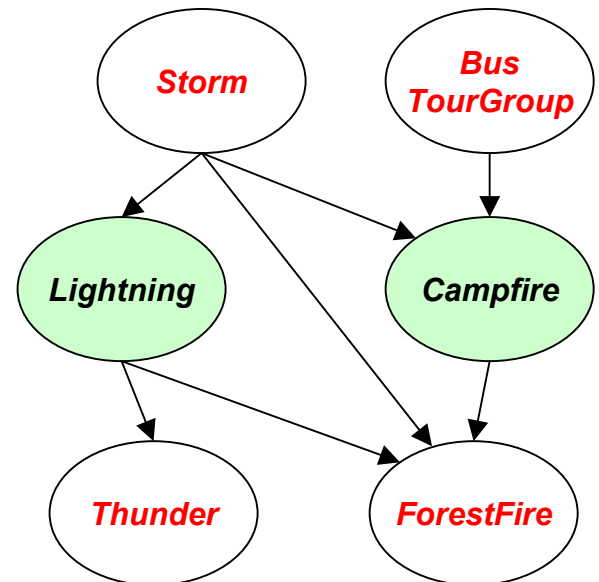 Storm
Bus
TourGroup
Lightning
Campfire
Thunder
ForestFire